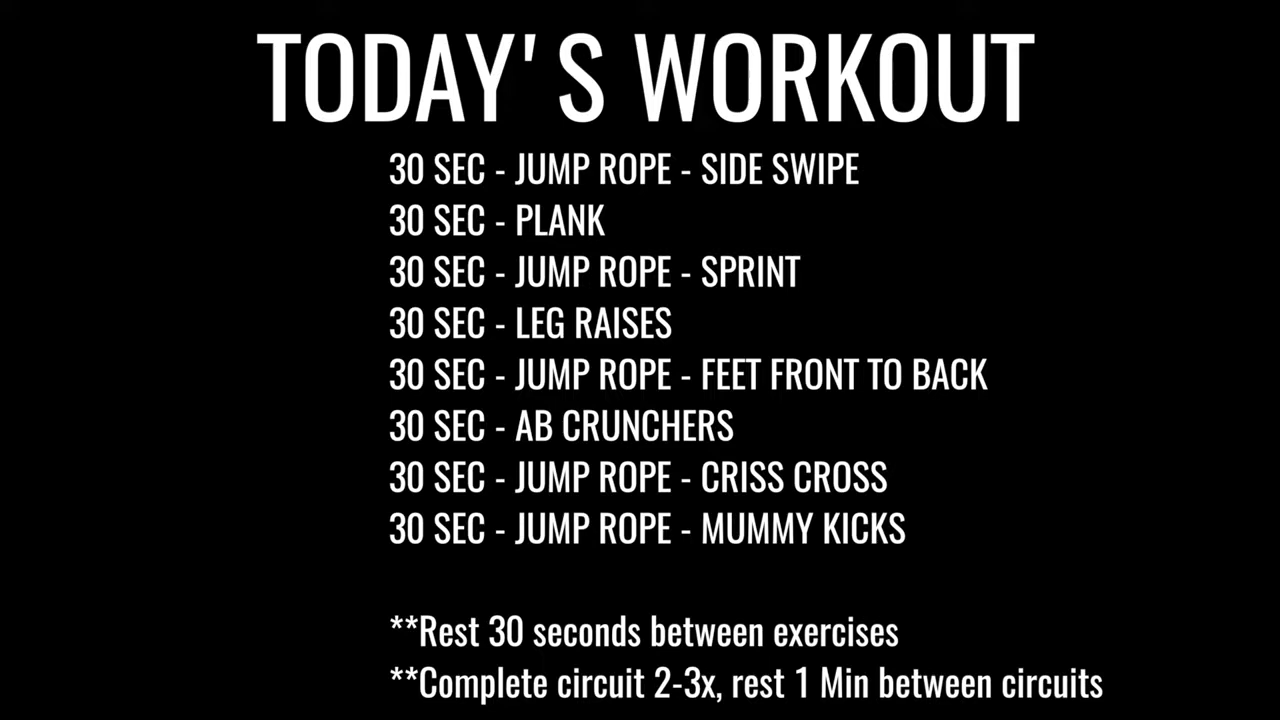 TODAY'S WORKOUT
30 SEC - JUMP ROPE - SIDE SWIPE
30 SEC - PLANK
30 SEC - JUMP ROPE - SPRINT
30 SEC - LEG RAISES
30 SEC - JUMP ROPE - FEET FRONT TO BACK
30 SEC - AB CRUNCHERS
30 SEC - JUMP ROPE - CRISS CROSS
30 SEC - JUMP ROPE - MUMMY KICKS
**Rest 30 seconds between exercises
**Complete circuit 2-3x, rest 1 Min between circuits